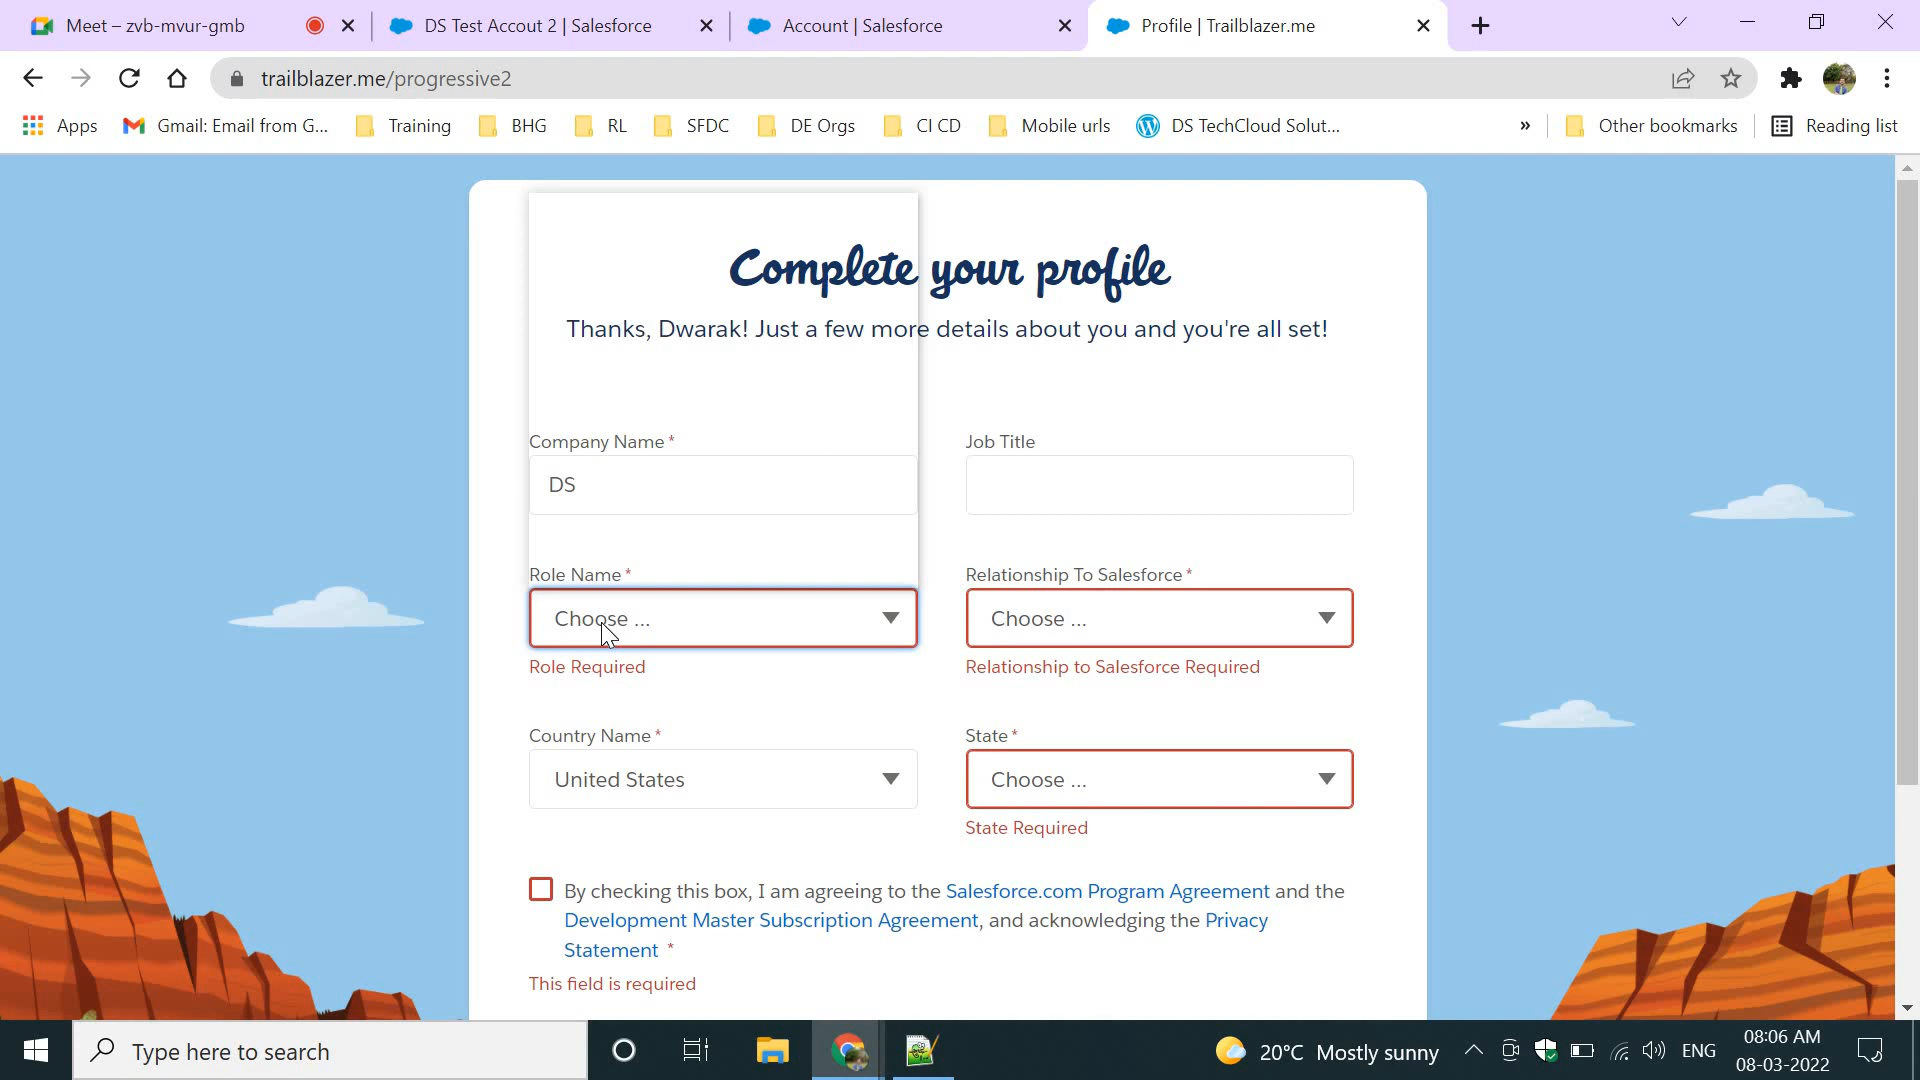 Meet – zvb-mvur-gmb
DS Test Accout 2 | Salesforce
Account | Salesforce
Profile | Trailblazer.me
trailblazer.me/progressive2
Apps
Gmail: Email from G...
Training
BHG
RL
SFDC
DE Orgs
CI CD
Mobile urls
DS TechCloud Solut...
»
Other bookmarks
Reading list
Complete your profile
Thanks, Dwarak! Just a few more details about you and you're all set!
Company Name *
Job Title
DS
Role Name *
Relationship To Salesforce *
Choose ...
Choose ...
Role Required
Relationship to Salesforce Required
Country Name *
State *
United States
Choose ...
State Required
By checking this box, I am agreeing to the Salesforce.com Program Agreement and the
Development Master Subscription Agreement, and acknowledging the Privacy
Statement *
This field is required
Type here to search
20°C Mostly sunny
ENG
08:06 AM
08-03-2022